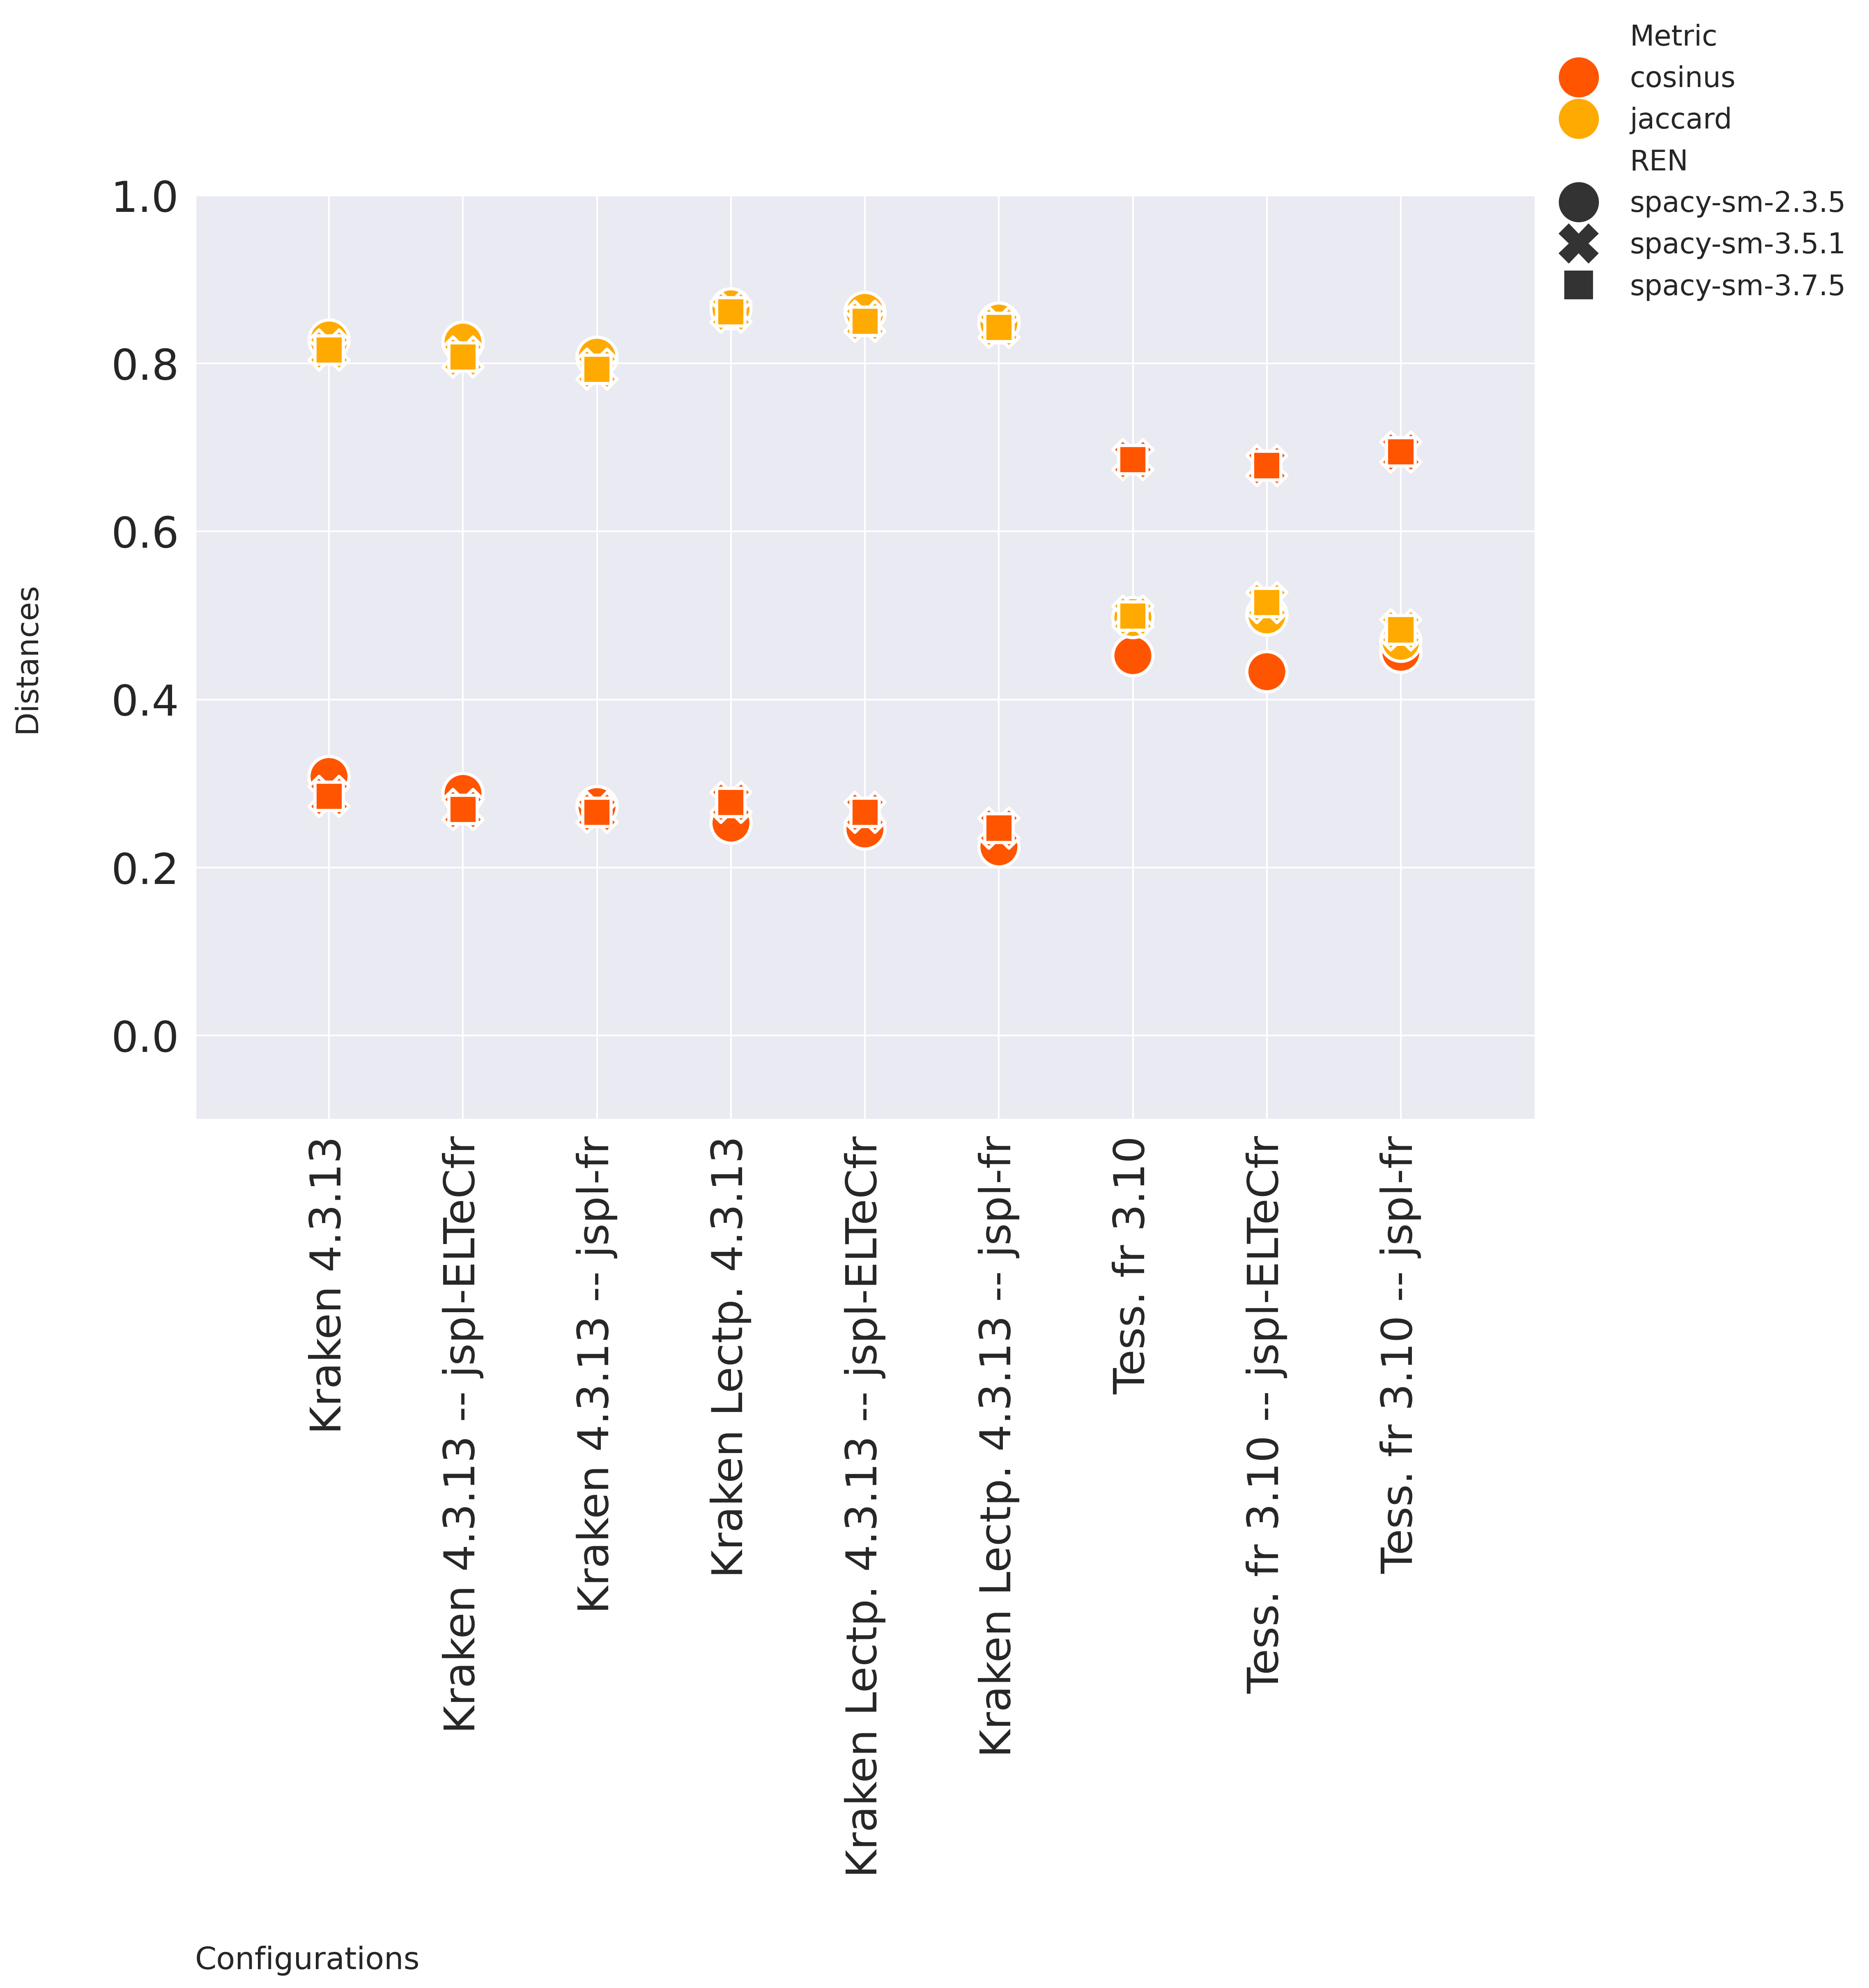 Metric
cosinus
jaccard
REN
spacy-sm-2.3.5
spacy-sm-3.5.1
spacy-sm-3.7.5
1.0
0.8
0.6
0.4
0.2
0.0
Distances
Kraken 4.3.13
Kraken 4.3.13 -- jspl-ELTeCfr
Kraken 4.3.13 -- jspl-fr
Kraken Lectp. 4.3.13
Kraken Lectp. 4.3.13 -- jspl-ELTeCfr
Kraken Lectp. 4.3.13 -- jspl-fr
Tess. fr 3.10
Tess. fr 3.10 -- jspl-ELTeCfr
Tess. fr 3.10 -- jspl-fr
Configurations